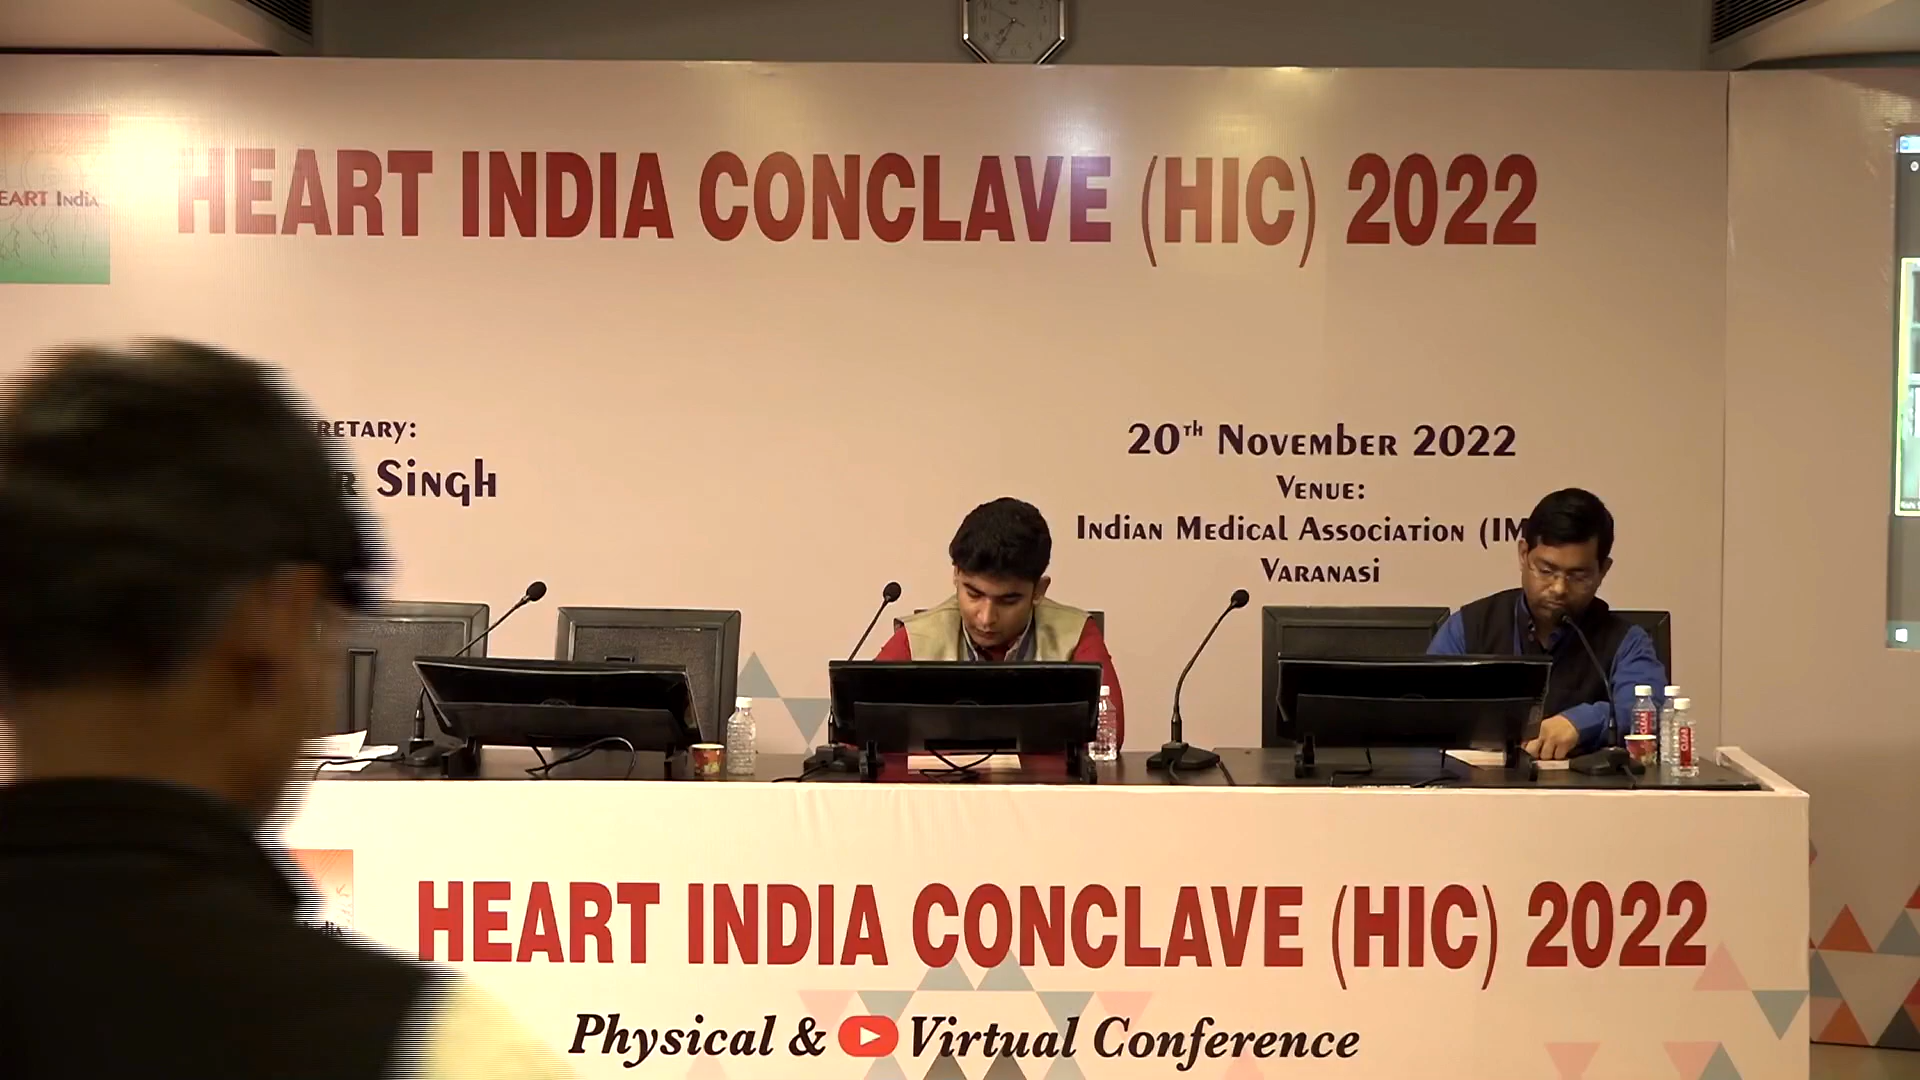 EART India
HEART INDIA CONCLAVE (HIC) 2022
RETARY:
R Singh
20th November 2022
Venue:
Indian Medical Association (IM
Varanasi
HEART INDIA CONCLAVE (HIC) 2022
Physical & Virtual Conference